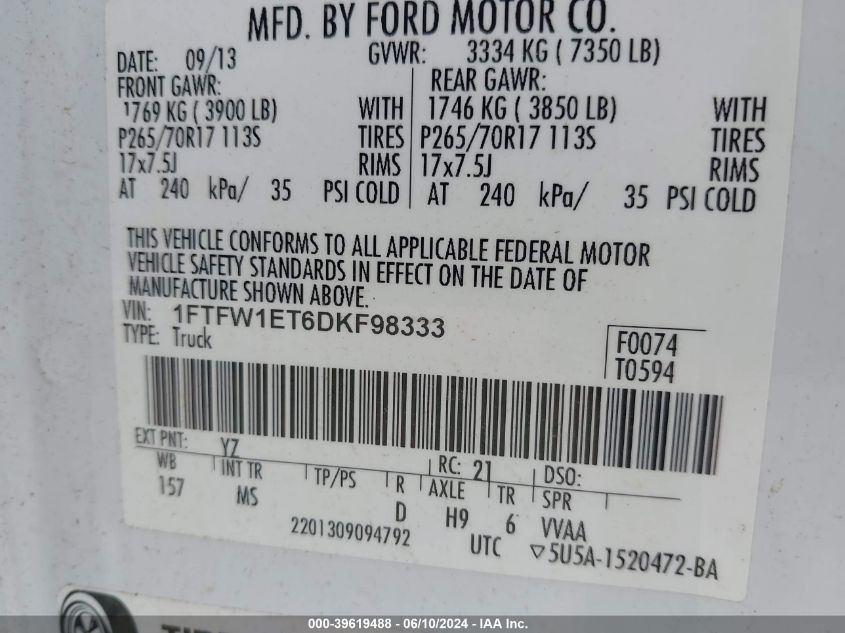 MFD. BY FORD MOTOR CO.
DATE: 09/13 GVWR: 3334 KG ( 7350 LB)
FRONT GAWR: REAR GAWR:
1769 KG ( 3900 LB) WITH 1746 KG ( 3850 LB) WITH
P265/70R17 113S TIRES P265/70R17 113S TIRES
17x7.5J RIMS 17x7.5J RIMS
AT 240 kPa/ 35 PSI COLD AT 240 kPa/ 35 PSI COLD
THIS VEHICLE CONFORMS TO ALL APPLICABLE FEDERAL MOTOR
VEHICLE SAFETY STANDARDS IN EFFECT ON THE DATE OF
MANUFACTURE SHOWN ABOVE.
VIN: 1FTFW1ET6DKF98333
TYPE: Truck
F0074
T0594
EXT PNT: YZ RC: 21 DSO:
WB INT TR TP/PS R AXLE TR SPR
157 MS D H9 6 VVAA
2201309094792 UTC ▽5U5A-1520472-BA
000-39619488 - 06/10/2024 - IAA Inc.